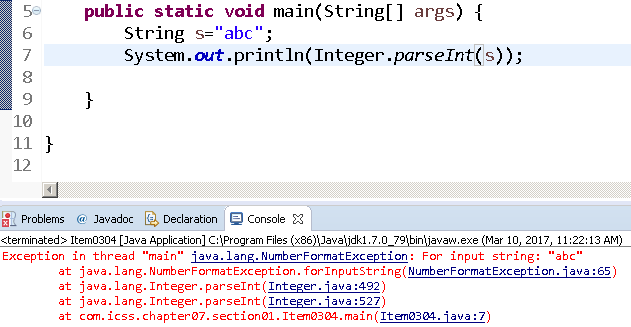 5 public static void main(String[] args) {
6 String s="abc";
7 System.out.println(Integer.parseInt(s));
8
9 }
10
11 }
12
Problems @ Javadoc Declaration Console
<terminated> Item0304 [Java Application] C:\Program Files (x86)\Java\jdk1.7.0_79\bin\javaw.exe (Mar 10, 2017, 11:22:13 AM)
Exception in thread "main" java.lang.NumberFormatException: For input string: "abc"
at java.lang.NumberFormatException.forInputString(NumberFormatException.java:65)
at java.lang.Integer.parseInt(Integer.java:492)
at java.lang.Integer.parseInt(Integer.java:527)
at com.icss.chapter07.section01.Item0304.main(Item0304.java:7)